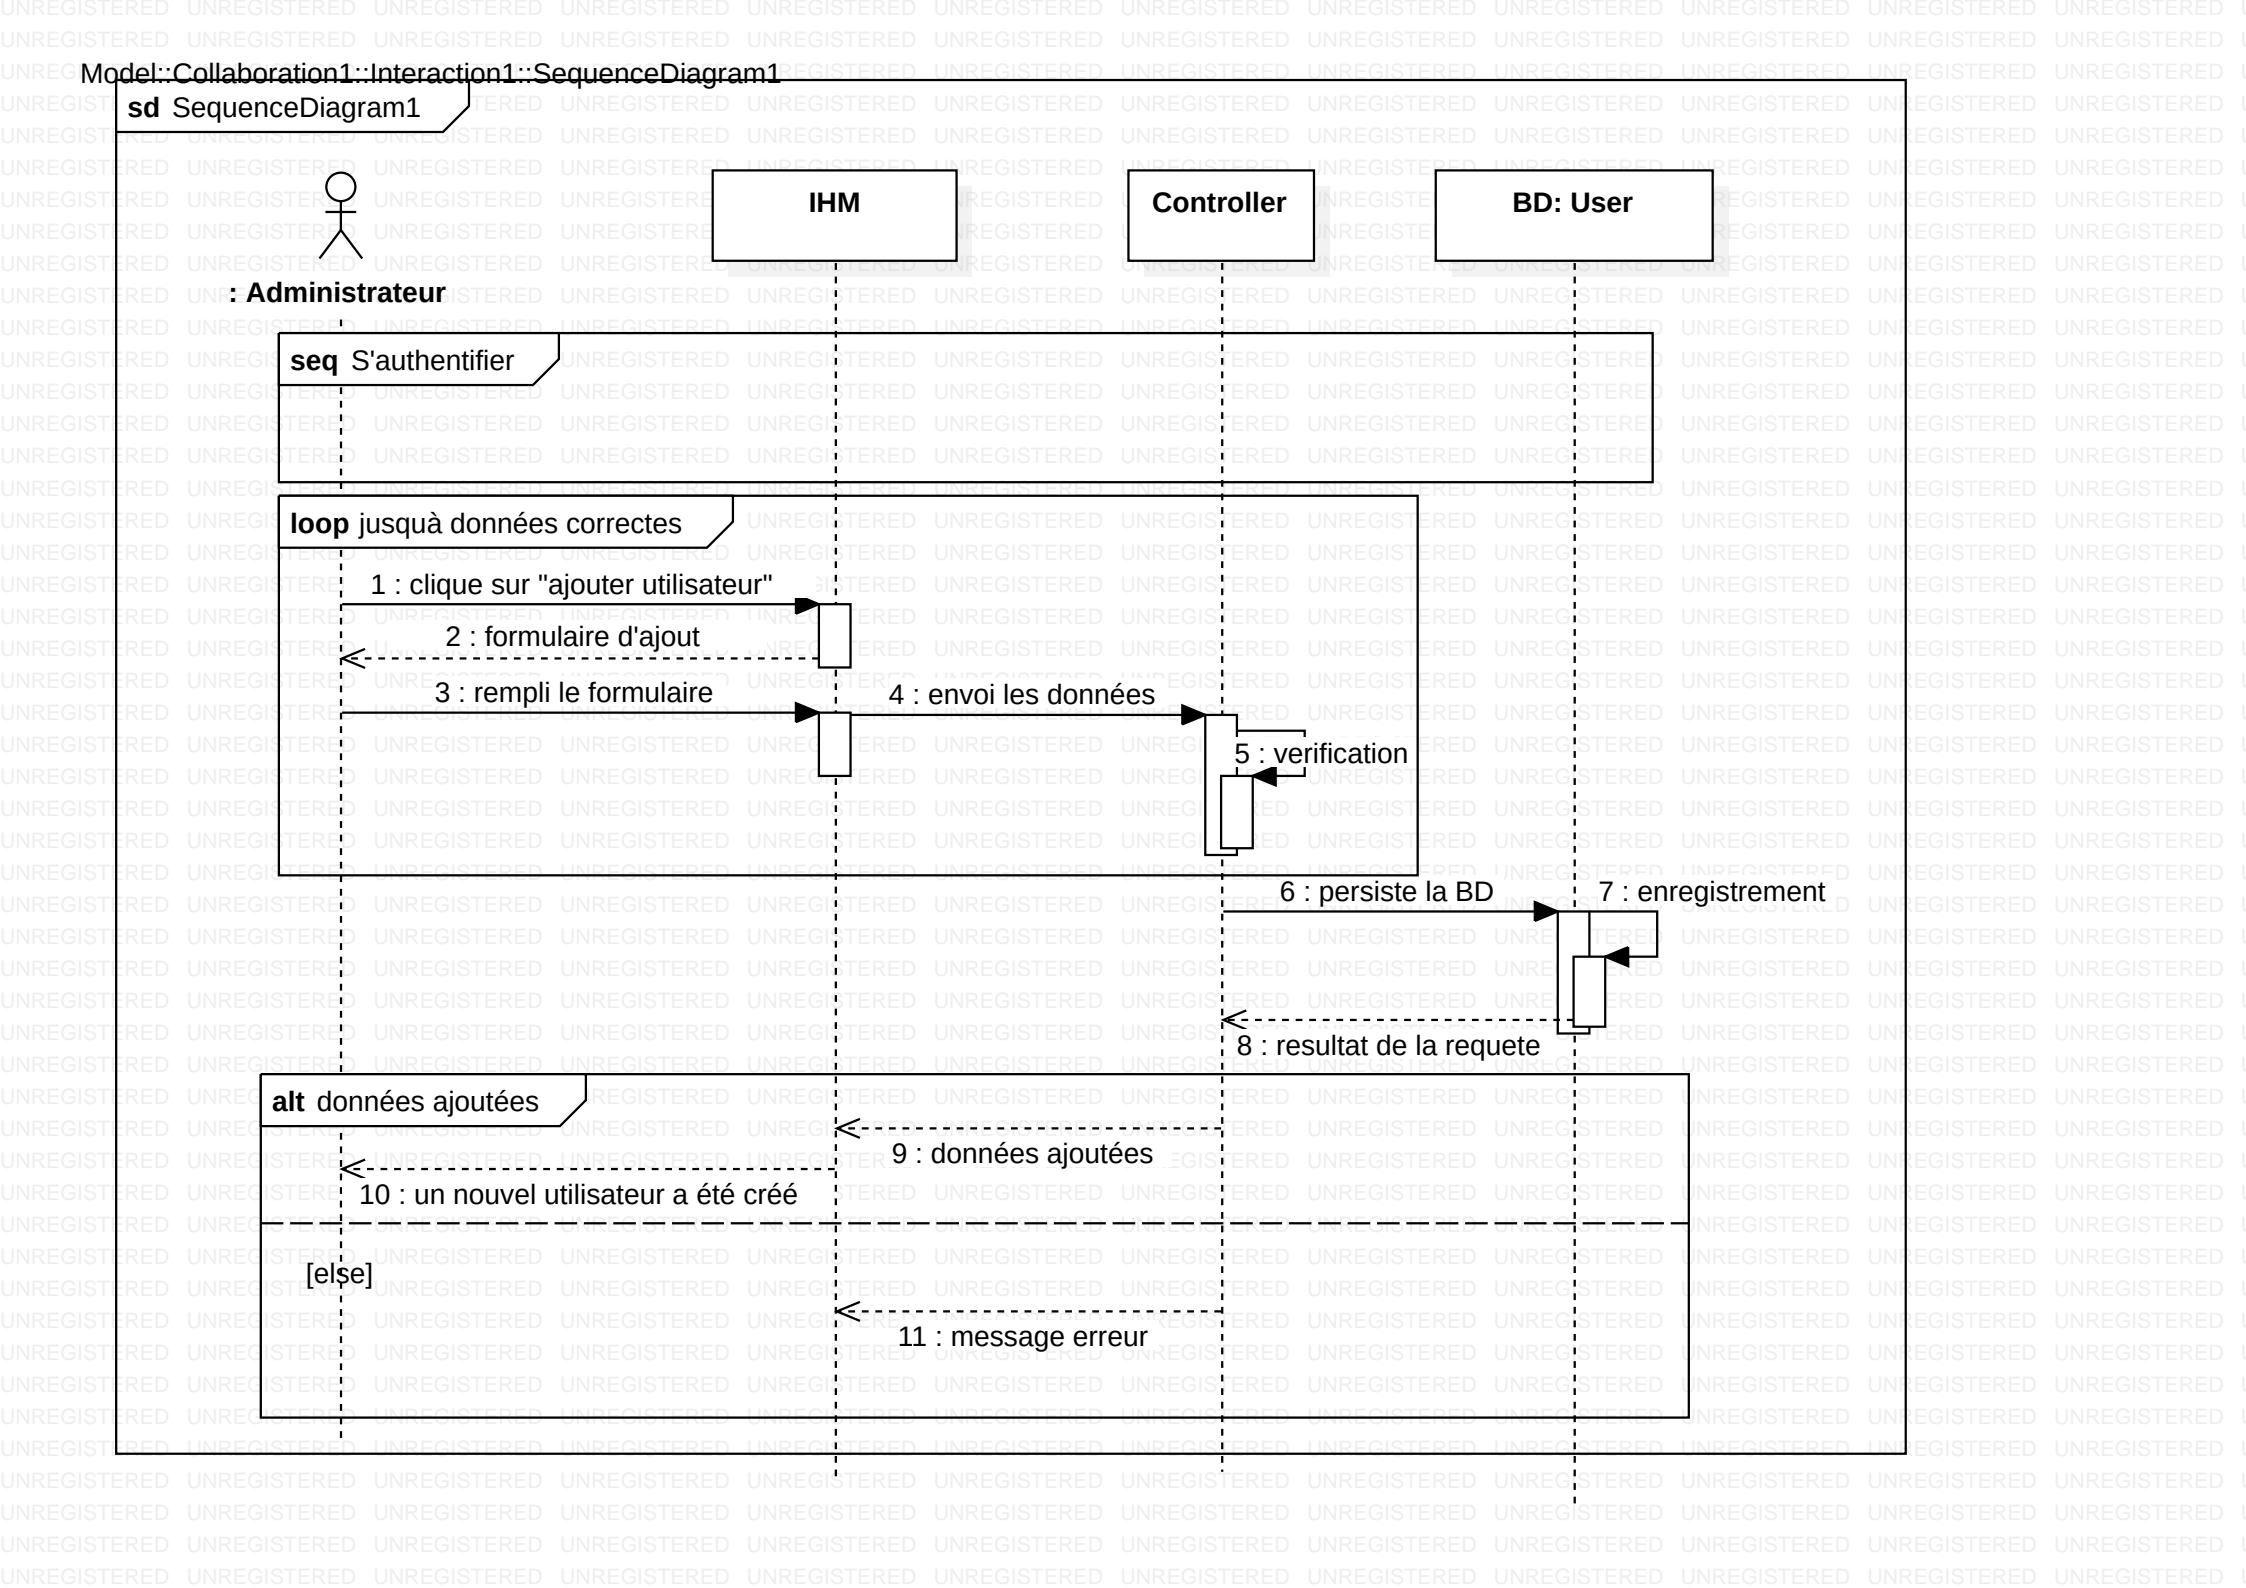 Model::Collaboration1::Interaction1::SequenceDiagram1
sd SequenceDiagram1
IHM
Controller
BD: User
: Administrateur
seq S'authentifier
loop jusquà données correctes
1 : clique sur "ajouter utilisateur"
2 : formulaire d'ajout
3 : rempli le formulaire
4 : envoi les données
5 : verification
6 : persiste la BD
7 : enregistrement
8 : resultat de la requete
alt données ajoutées
9 : données ajoutées
10 : un nouvel utilisateur a été créé
[else]
11 : message erreur
UNREGISTERED